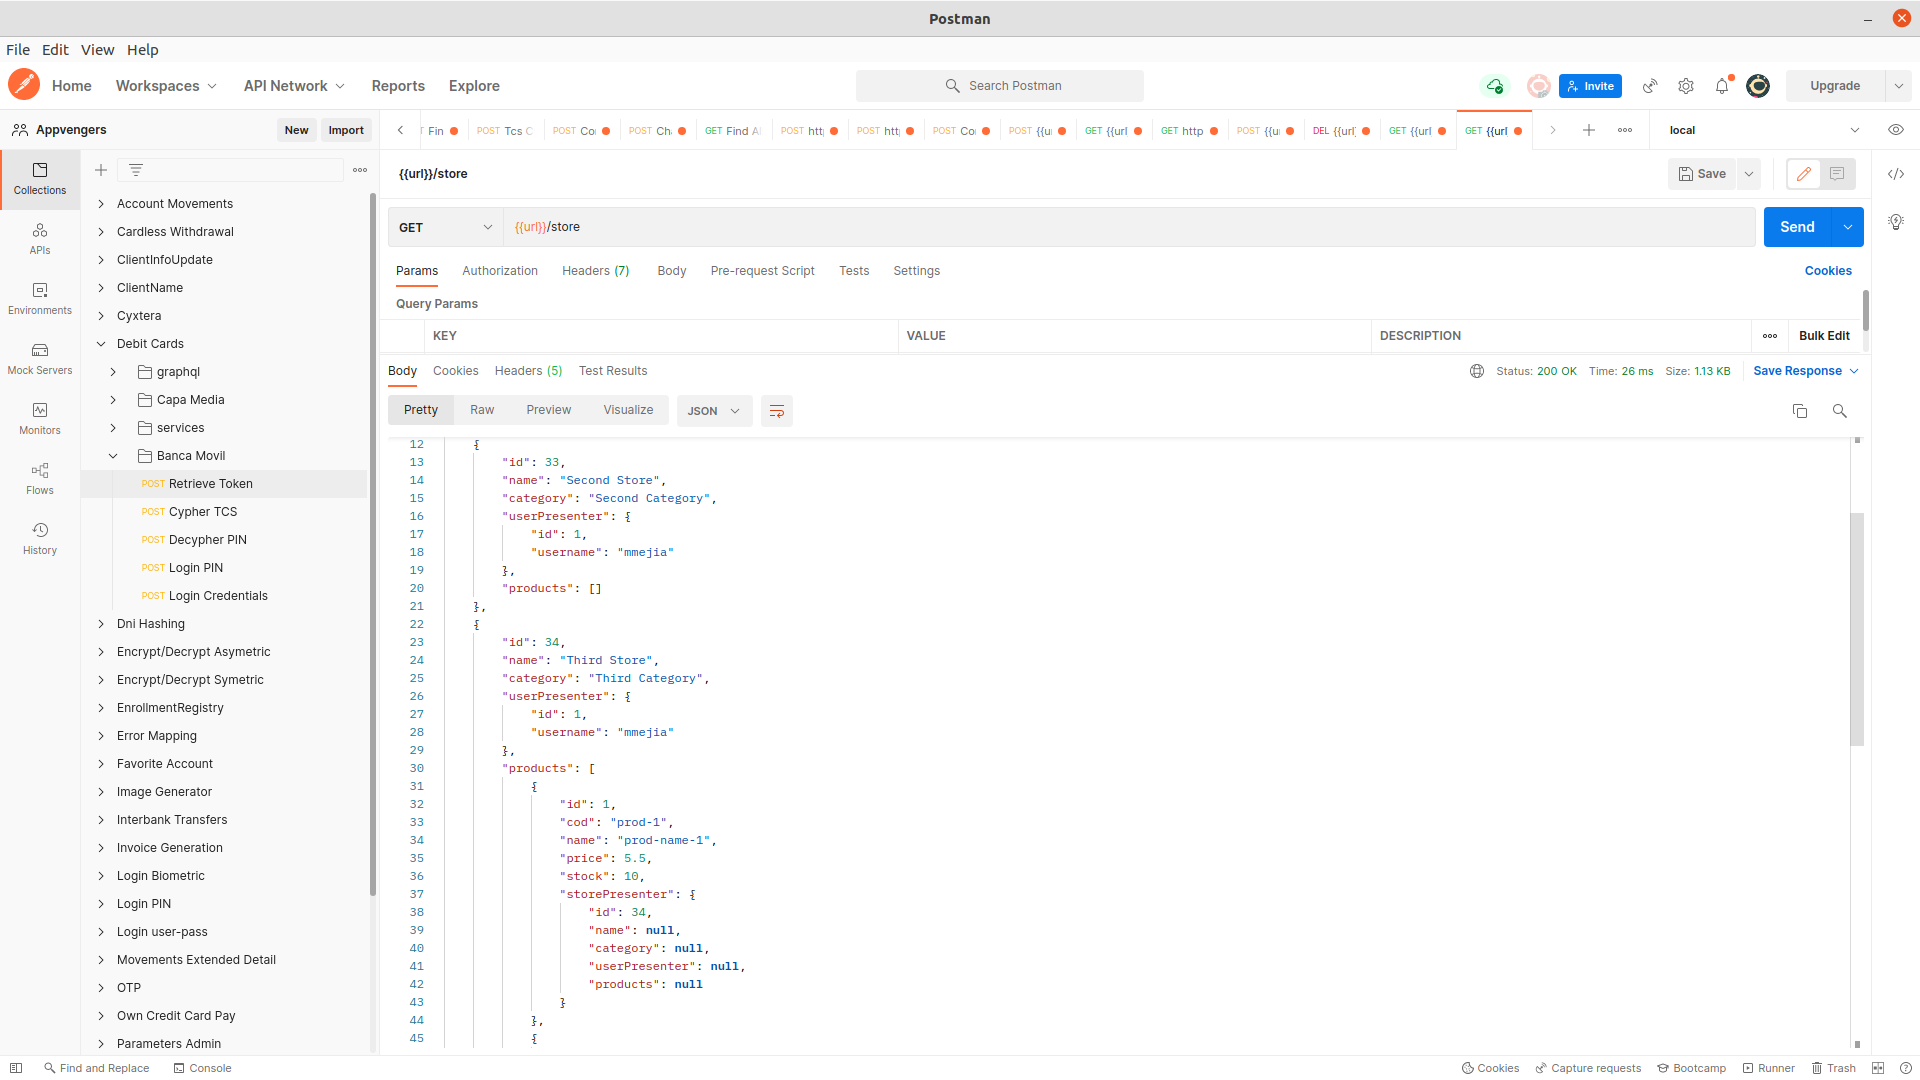 Postman
File Edit View Help
Home Workspaces API Network Reports Explore
Search Postman
Invite
Upgrade
Appvengers
New Import
Fin
POST Tcs C
POST Co
POST Ch
GET Find A
POST htt
POST htt
POST Co
POST {{u
GET {{url
GET http
POST {{u
DEL {{url
GET {{url
GET {{url
local
Collections
APIs
Environments
Mock Servers
Monitors
Flows
History
Account Movements
Cardless Withdrawal
ClientInfoUpdate
ClientName
Cyxtera
Debit Cards
graphql
Capa Media
services
Banca Movil
POST Retrieve Token
POST Cypher TCS
POST Decypher PIN
POST Login PIN
POST Login Credentials
Dni Hashing
Encrypt/Decrypt Asymetric
Encrypt/Decrypt Symetric
EnrollmentRegistry
Error Mapping
Favorite Account
Image Generator
Interbank Transfers
Invoice Generation
Login Biometric
Login PIN
Login user-pass
Movements Extended Detail
OTP
Own Credit Card Pay
Parameters Admin
{{url}}/store
Save
GET
{{url}}/store
Send
Params Authorization Headers (7) Body Pre-request Script Tests Settings
Cookies
Query Params
KEY VALUE DESCRIPTION
Bulk Edit
Body Cookies Headers (5) Test Results
Status: 200 OK Time: 26 ms Size: 1.13 KB
Save Response
Pretty Raw Preview Visualize
JSON
12 {
13 "id": 33,
14 "name": "Second Store",
15 "category": "Second Category",
16 "userPresenter": {
17 "id": 1,
18 "username": "mmejia"
19 },
20 "products": []
21 },
22 {
23 "id": 34,
24 "name": "Third Store",
25 "category": "Third Category",
26 "userPresenter": {
27 "id": 1,
28 "username": "mmejia"
29 },
30 "products": [
31 {
32 "id": 1,
33 "cod": "prod-1",
34 "name": "prod-name-1",
35 "price": 5.5,
36 "stock": 10,
37 "storePresenter": {
38 "id": 34,
39 "name": null,
40 "category": null,
41 "userPresenter": null,
42 "products": null
43 }
44 },
45 {
Find and Replace
Console
Cookies
Capture requests
Bootcamp
Runner
Trash